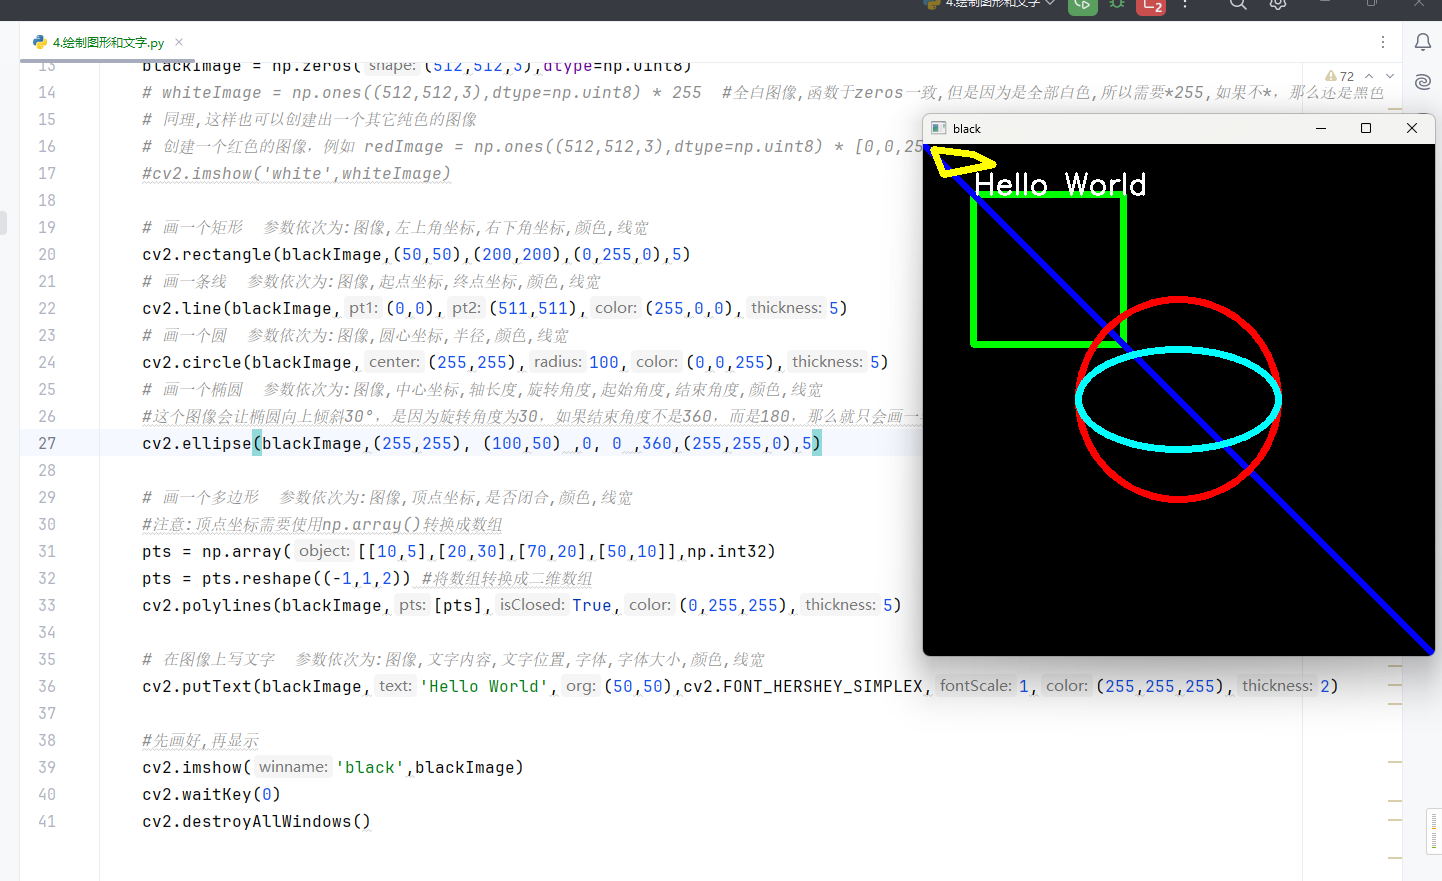 4.绘制图形和文字
2
4.绘制图形和文字.py
72
13 blackImage = np.zeros( shape: (512,512,3),dtype=np.uint8)
14 # whiteImage = np.ones((512,512,3),dtype=np.uint8) * 255  #全白图像,函数于zeros一致,但是因为是全部白色,所以需要*255,如果不*，那么还是黑色
15 # 同理,这样也可以创建出一个其它纯色的图像
16 # 创建一个红色的图像，例如 redImage = np.ones((512,512,3),dtype=np.uint8) * [0,0,25
17 #cv2.imshow('white',whiteImage)
18
19 # 画一个矩形  参数依次为:图像,左上角坐标,右下角坐标,颜色,线宽
20 cv2.rectangle(blackImage,(50,50),(200,200),(0,255,0),5)
21 # 画一条线  参数依次为:图像,起点坐标,终点坐标,颜色,线宽
22 cv2.line(blackImage, pt1: (0,0), pt2: (511,511), color: (255,0,0), thickness: 5)
23 # 画一个圆  参数依次为:图像,圆心坐标,半径,颜色,线宽
24 cv2.circle(blackImage, center: (255,255), radius: 100, color: (0,0,255), thickness: 5)
25 # 画一个椭圆  参数依次为:图像,中心坐标,轴长度,旋转角度,起始角度,结束角度,颜色,线宽
26 #这个图像会让椭圆向上倾斜30°，是因为旋转角度为30，如果结束角度不是360，而是180，那么就只会画一
27 cv2.ellipse(blackImage,(255,255), (100,50) ,0, 0 ,360,(255,255,0),5)
28
29 # 画一个多边形  参数依次为:图像,顶点坐标,是否闭合,颜色,线宽
30 #注意:顶点坐标需要使用np.array()转换成数组
31 pts = np.array( object: [[10,5],[20,30],[70,20],[50,10]],np.int32)
32 pts = pts.reshape((-1,1,2)) #将数组转换成二维数组
33 cv2.polylines(blackImage, pts: [pts], isClosed: True, color: (0,255,255), thickness: 5)
34
35 # 在图像上写文字  参数依次为:图像,文字内容,文字位置,字体,字体大小,颜色,线宽
36 cv2.putText(blackImage, text: 'Hello World', org: (50,50),cv2.FONT_HERSHEY_SIMPLEX, fontScale: 1, color: (255,255,255), thickness: 2)
37
38 #先画好,再显示
39 cv2.imshow( winname: 'black',blackImage)
40 cv2.waitKey(0)
41 cv2.destroyAllWindows()
black
Hello World